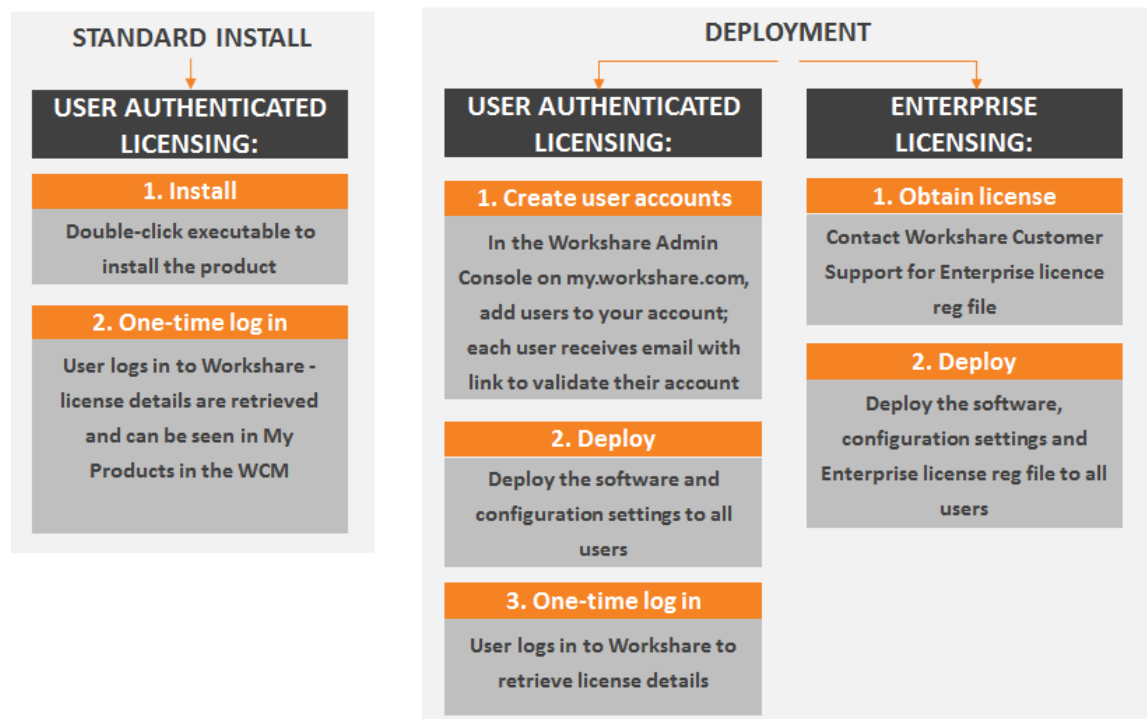 STANDARD INSTALL
USER AUTHENTICATED
LICENSING:
1. Install
Double-click executable to
install the product
2. One-time log in
User logs in to Workshare -
license details are retrieved
and can be seen in My
Products in the WCM
DEPLOYMENT
USER AUTHENTICATED
LICENSING:
1. Create user accounts
In the Workshare Admin
Console on my.workshare.com,
add users to your account;
each user receives email with
link to validate their account
2. Deploy
Deploy the software and
configuration settings to all
users
3. One-time log in
User logs in to Workshare to
retrieve license details
ENTERPRISE
LICENSING:
1. Obtain license
Contact Workshare Customer
Support for Enterprise licence
reg file
2. Deploy
Deploy the software,
configuration settings and
Enterprise license reg file to all
users